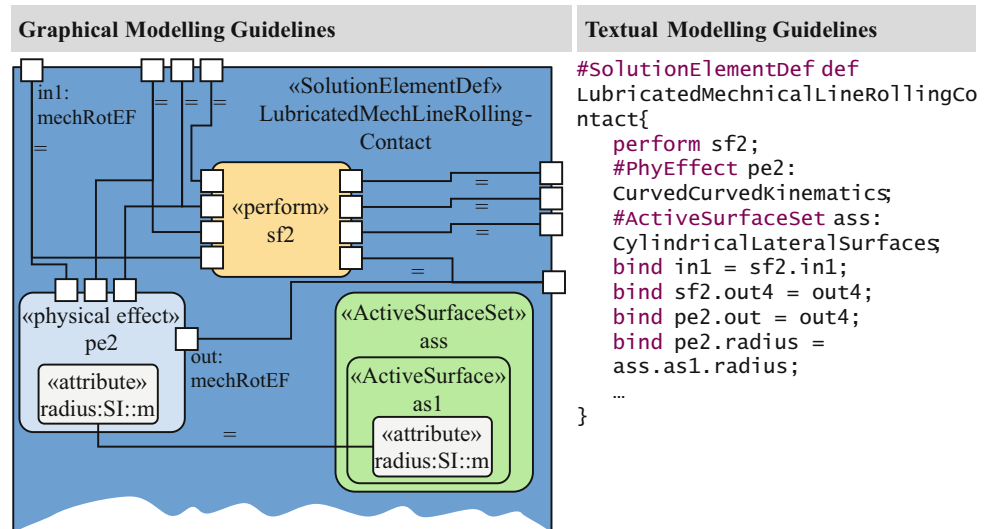 Graphical Modelling Guidelines
Textual Modelling Guidelines
in1:
mechRotEF
=
=
=
=
«SolutionElementDef»
LubricatedMechLineRolling-
Contact
«perform»
sf2
=
=
=
=
«physical effect»
pe2
out:
mechRotEF
«attribute»
radius:SI::m
=
«ActiveSurfaceSet»
ass
«ActiveSurface»
as1
«attribute»
radius:SI::m
#SolutionElementDef def
LubricatedMechnicalLineRollingCo
ntact{
perform sf2;
#PhyEffect pe2:
CurvedCurvedKinematics;
#ActiveSurfaceSet ass:
CylindricalLateralSurfaces;
bind in1 = sf2.in1;
bind sf2.out4 = out4;
bind pe2.out = out4;
bind pe2.radius =
ass.as1.radius;
…
}